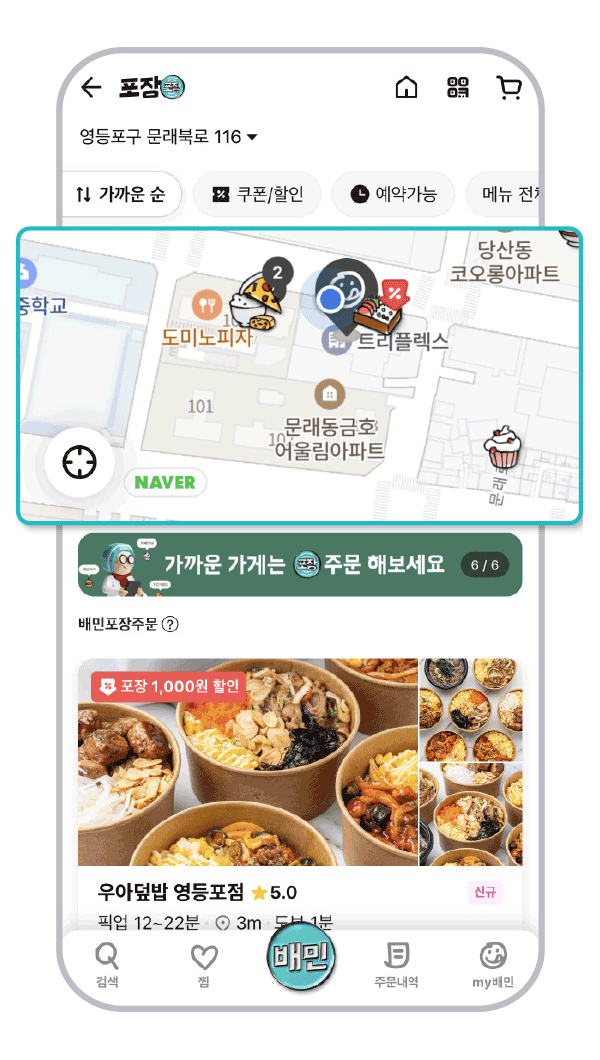 포장 포장
영등포구 문래북로 116
가까운 순 쿠폰/할인 예약가능 메뉴 전체
당산동
코오롱아파트
중학교
2
도미노피자
트리플렉스
101
문래동금호
어울림아파트
문래
NAVER
가까운 가게는 포장 주문 해보세요 6 / 6
배민포장주문 ?
포장 1,000원 할인
우아덮밥 영등포점 5.0 신규
픽업 12~22분 · 3m · 도보 1분
배민
검색 찜 주문내역 my배민